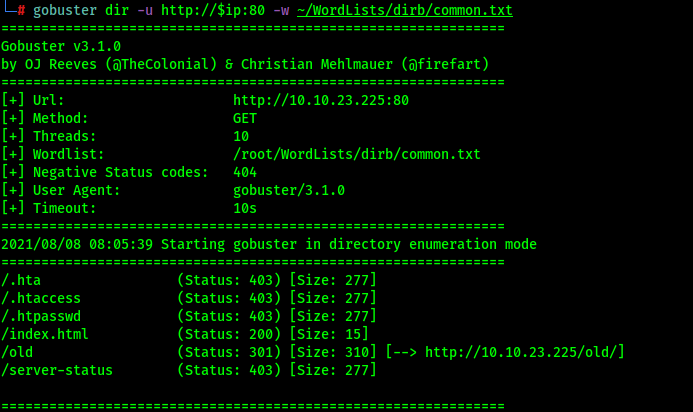 └─# gobuster dir -u http://$ip:80 -w ~/WordLists/dirb/common.txt
===============================================================
Gobuster v3.1.0
by OJ Reeves (@TheColonial) & Christian Mehlmauer (@firefart)
===============================================================
[+] Url:                     http://10.10.23.225:80
[+] Method:                  GET
[+] Threads:                 10
[+] Wordlist:                /root/WordLists/dirb/common.txt
[+] Negative Status codes:   404
[+] User Agent:              gobuster/3.1.0
[+] Timeout:                 10s
===============================================================
2021/08/08 08:05:39 Starting gobuster in directory enumeration mode
===============================================================
/.hta                 (Status: 403) [Size: 277]
/.htaccess            (Status: 403) [Size: 277]
/.htpasswd            (Status: 403) [Size: 277]
/index.html           (Status: 200) [Size: 15]
/old                  (Status: 301) [Size: 310] [--> http://10.10.23.225/old/]
/server-status        (Status: 403) [Size: 277]
===============================================================